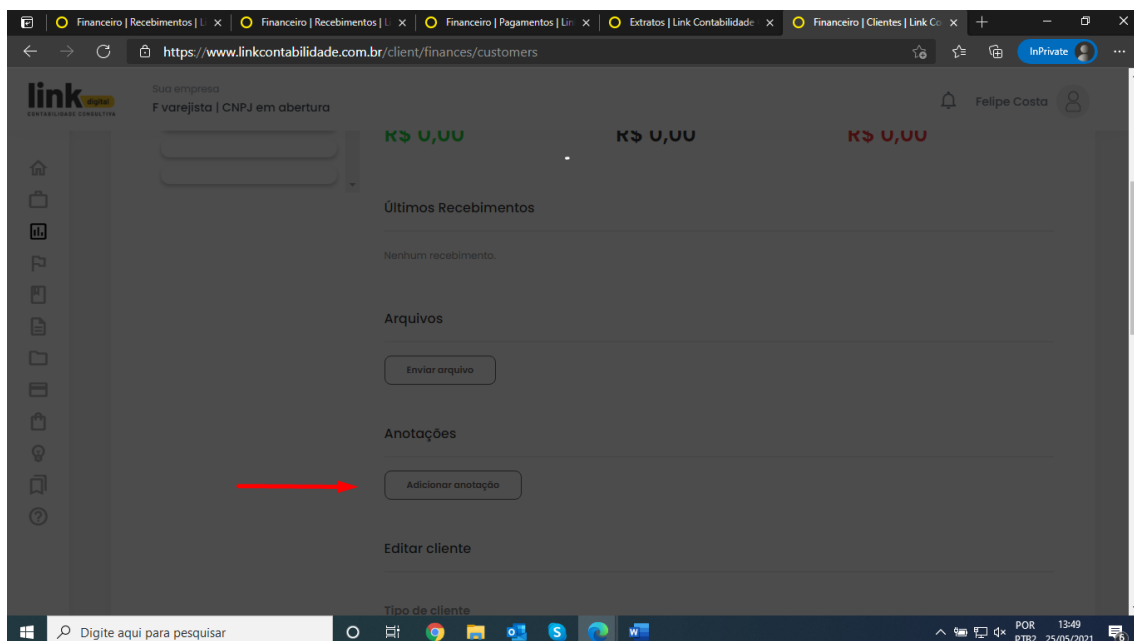 Financeiro | Recebimentos | Li
Financeiro | Recebimentos | Li
Financeiro | Pagamentos | Lin
Extratos | Link Contabilidade
Financeiro | Clientes | Link Co
https://www.linkcontabilidade.com.br/client/finances/customers
InPrivate
link digital
CONTABILIDADE CONSULTIVA
Sua empresa
F varejista | CNPJ em abertura
Felipe Costa
R$ 0,00 R$ 0,00 R$ 0,00
Últimos Recebimentos
Nenhum recebimento.
Arquivos
Enviar arquivo
Anotações
Adicionar anotação
Editar cliente
Tipo de cliente
Digite aqui para pesquisar
POR 13:49
PTB2 25/05/2021
6